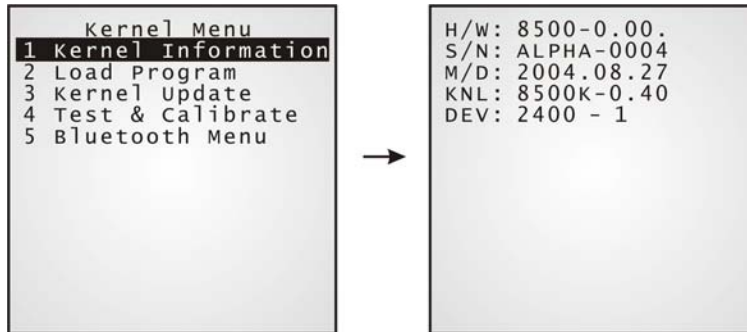 Kernel Menu
1 Kernel Information
2 Load Program
3 Kernel Update
4 Test & Calibrate
5 Bluetooth Menu
H/W: 8500-0.00.
S/N: ALPHA-0004
M/D: 2004.08.27
KNL: 8500K-0.40
DEV: 2400 - 1